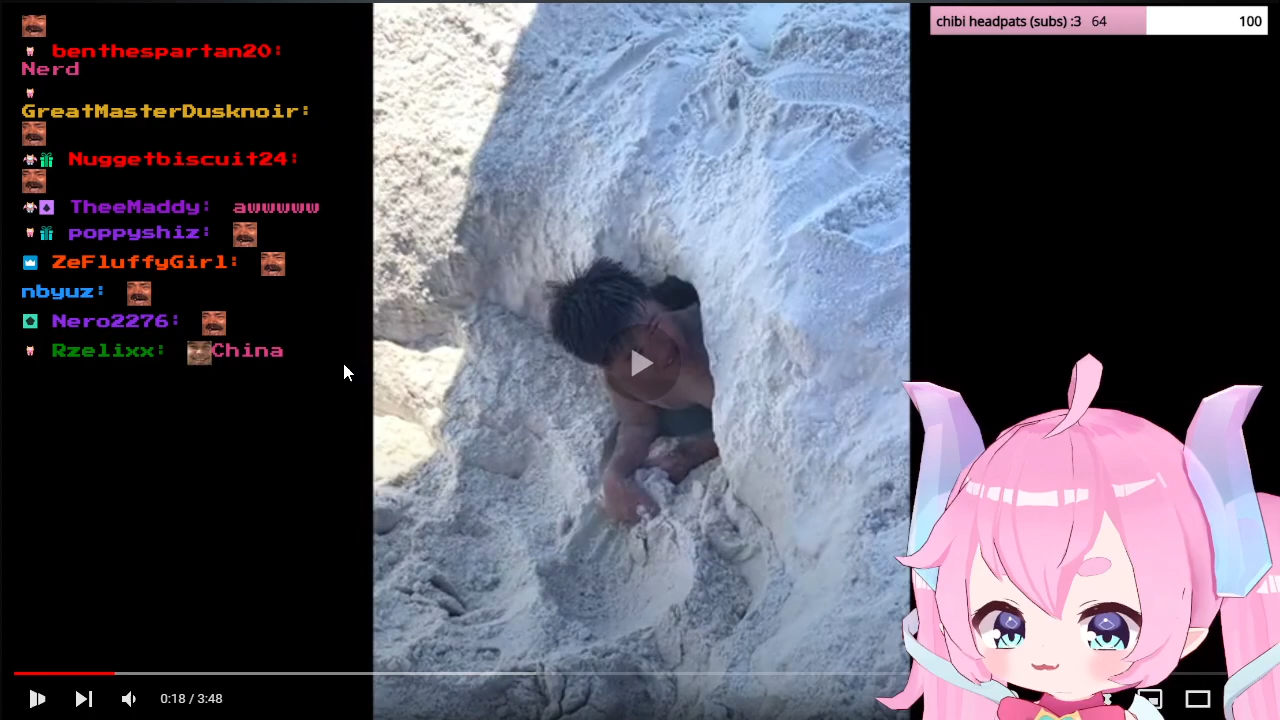 chibi headpats (subs) :3 64 100
benthespartan20:
Nerd
GreatMasterDusknoir:
Nuggetbiscuit24:
TheeMaddy: awwwww
poppyshiz:
ZeFluffyGirl:
nbyuz:
Nero2276:
Rzelixx: China
0:18 / 3:48